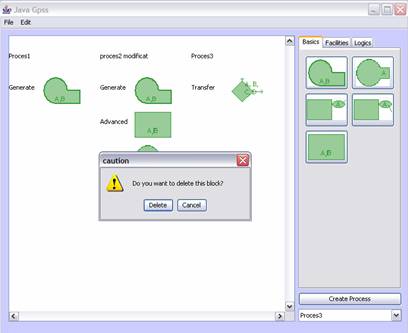 Java Gpss
File Edit
Proces1 proces2 modificat Proces3
Basics Facilities Logics
Generate A,B Generate A,B Transfer A, B,
Advanced A,B
caution
Do you want to delete this block?
Delete Cancel
A,B A
A A
A,B
Create Process
Proces3